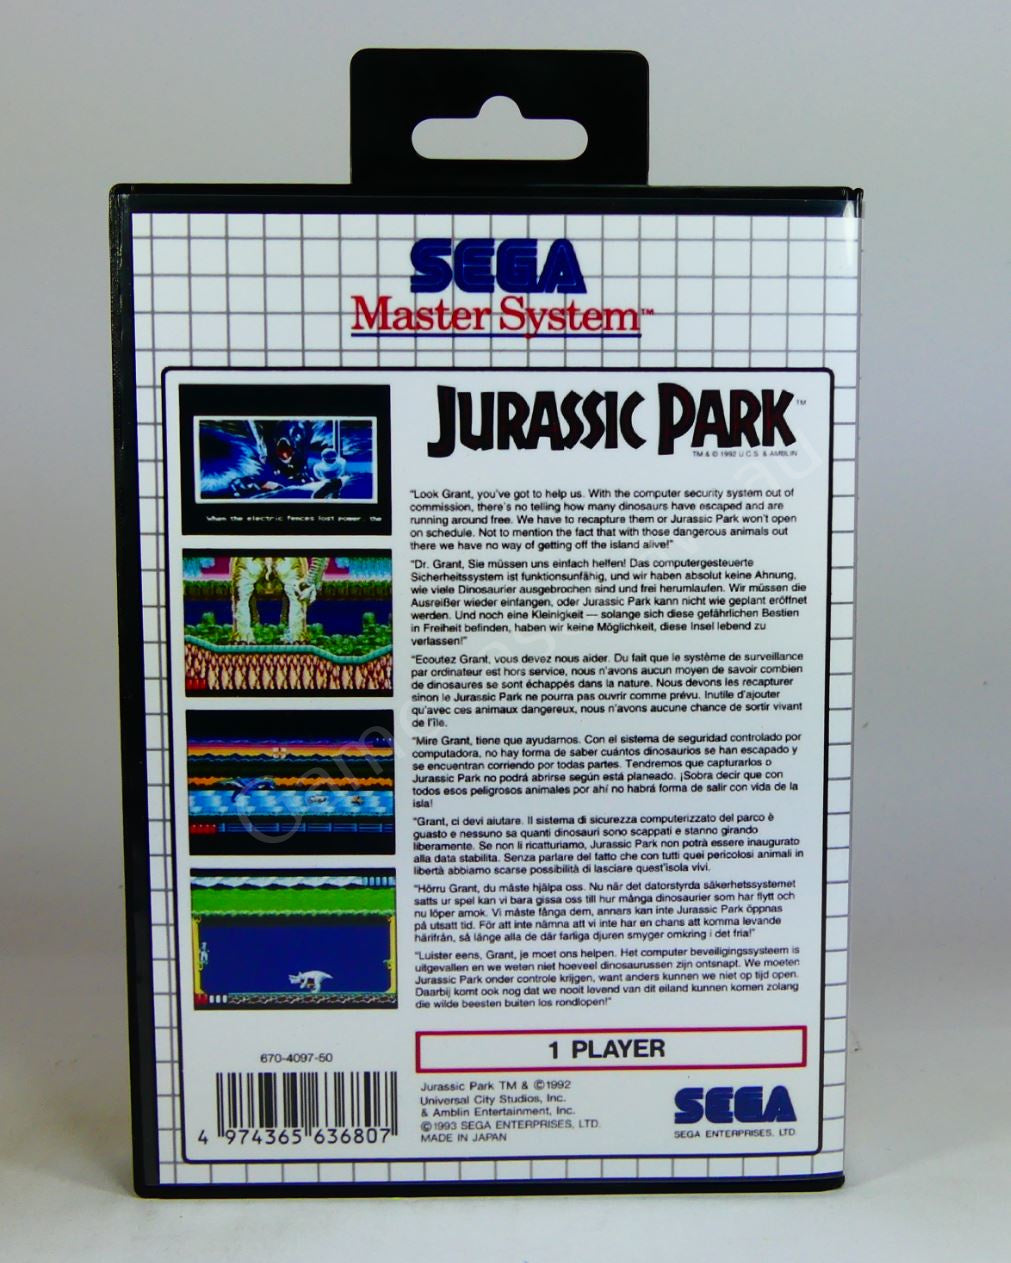 SEGA
Master System™
JURASSIC PARK™
TM & © 1992 U.C.S. & AMBLIN
When the electric fences lost power, the
"Look Grant, you've got to help us. With the computer security system out of
commission, there's no telling how many dinosaurs have escaped and are
running around free. We have to recapture them or Jurassic Park won't open
on schedule. Not to mention the fact that with those dangerous animals out
there we have no way of getting off the island alive!"
"Dr. Grant, Sie müssen uns einfach helfen! Das computergesteuerte
Sicherheitssystem ist funktionsunfähig, und wir haben absolut keine Ahnung,
wie viele Dinosaurier ausgebrochen sind und frei herumlaufen. Wir müssen die
Ausreißer wieder einfangen, oder Jurassic Park kann nicht wie geplant eröffnet
werden. Und noch eine Kleinigkeit — solange sich diese gefährlichen Bestien
in Freiheit befinden, haben wir keine Möglichkeit, diese Insel lebend zu
verlassen!"
"Ecoutez Grant, vous devez nous aider. Du fait que le système de surveillance
par ordinateur est hors service, nous n'avons aucun moyen de savoir combien
de dinosaures se sont échappés dans la nature. Nous devons les recapturer
sinon le Jurassic Park ne pourra pas ouvrir comme prévu. Inutile d'ajouter
qu'avec ces animaux dangereux, nous n'avons aucune chance de sortir vivant
de l'île.
"Mire Grant, tiene que ayudarnos. Con el sistema de seguridad controlado por
computadora, no hay forma de saber cuántos dinosaurios se han escapado y
se encuentran corriendo por todas partes. Tendremos que capturarlos o
Jurassic Park no podrá abrirse según está planeado. ¡Sobra decir que con
todos esos peligrosos animales por ahí no habrá forma de salir con vida de la
isla!
"Grant, ci devi aiutare. Il sistema di sicurezza computerizzato del parco è
guasto e nessuno sa quanti dinosauri sono scappati e stanno girando
liberamente. Se non li ricatturiamo, Jurassic Park non potrà essere inaugurato
alla data stabilita. Senza parlare del fatto che con tutti quei pericolosi animali in
libertà abbiamo scarse possibilità di lasciare quest'isola vivi.
"Hörru Grant, du måste hjälpa oss. Nu när det datorstyrda säkerhetssystemet
satts ur spel kan vi bara gissa oss till hur många dinosaurier som har flytt och
nu löper amok. Vi måste fånga dem, annars kan inte Jurassic Park öppnas
på utsatt tid. För att inte nämna att vi inte har en chans att komma levande
härifrån, så länge alla de där farliga djuren smyger omkring i det fria!"
"Luister eens, Grant, je moet ons helpen. Het computer beveiligingssysteem is
uitgevallen en we weten niet hoeveel dinosaurussen zijn ontsnapt. We moeten
Jurassic Park onder controle krijgen, want anders kunnen we niet op tijd open.
Daarbij komt ook nog dat we nooit levend van dit eiland kunnen komen zolang
die wilde beesten buiten los rondlopen!"
1 PLAYER
670-4097-50
4 974365 636807
Jurassic Park TM & ©1992
Universal City Studios, Inc.
& Amblin Entertainment, Inc.
©1993 SEGA ENTERPRISES, LTD.
MADE IN JAPAN
SEGA
SEGA ENTERPRISES, LTD.